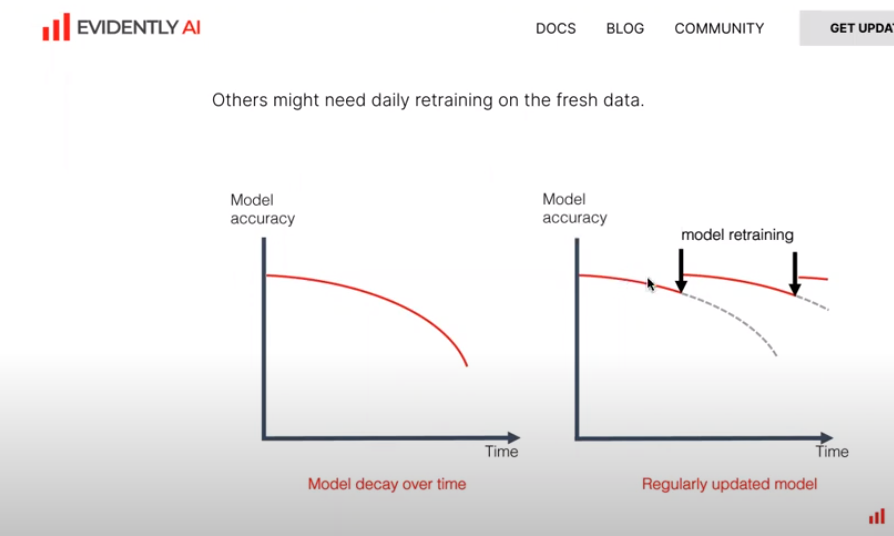 EVIDENTLY AI
DOCS
BLOG
COMMUNITY
GET UPDA
Others might need daily retraining on the fresh data.
Model
accuracy
Time
Model decay over time
Model
accuracy
model retraining
Time
Regularly updated model